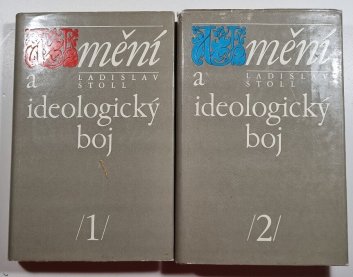 Umění
a LADISLAV
STOLL
ideologický
boj
/1/
Umění
a LADISLAV
STOLL
ideologický
boj
/2/